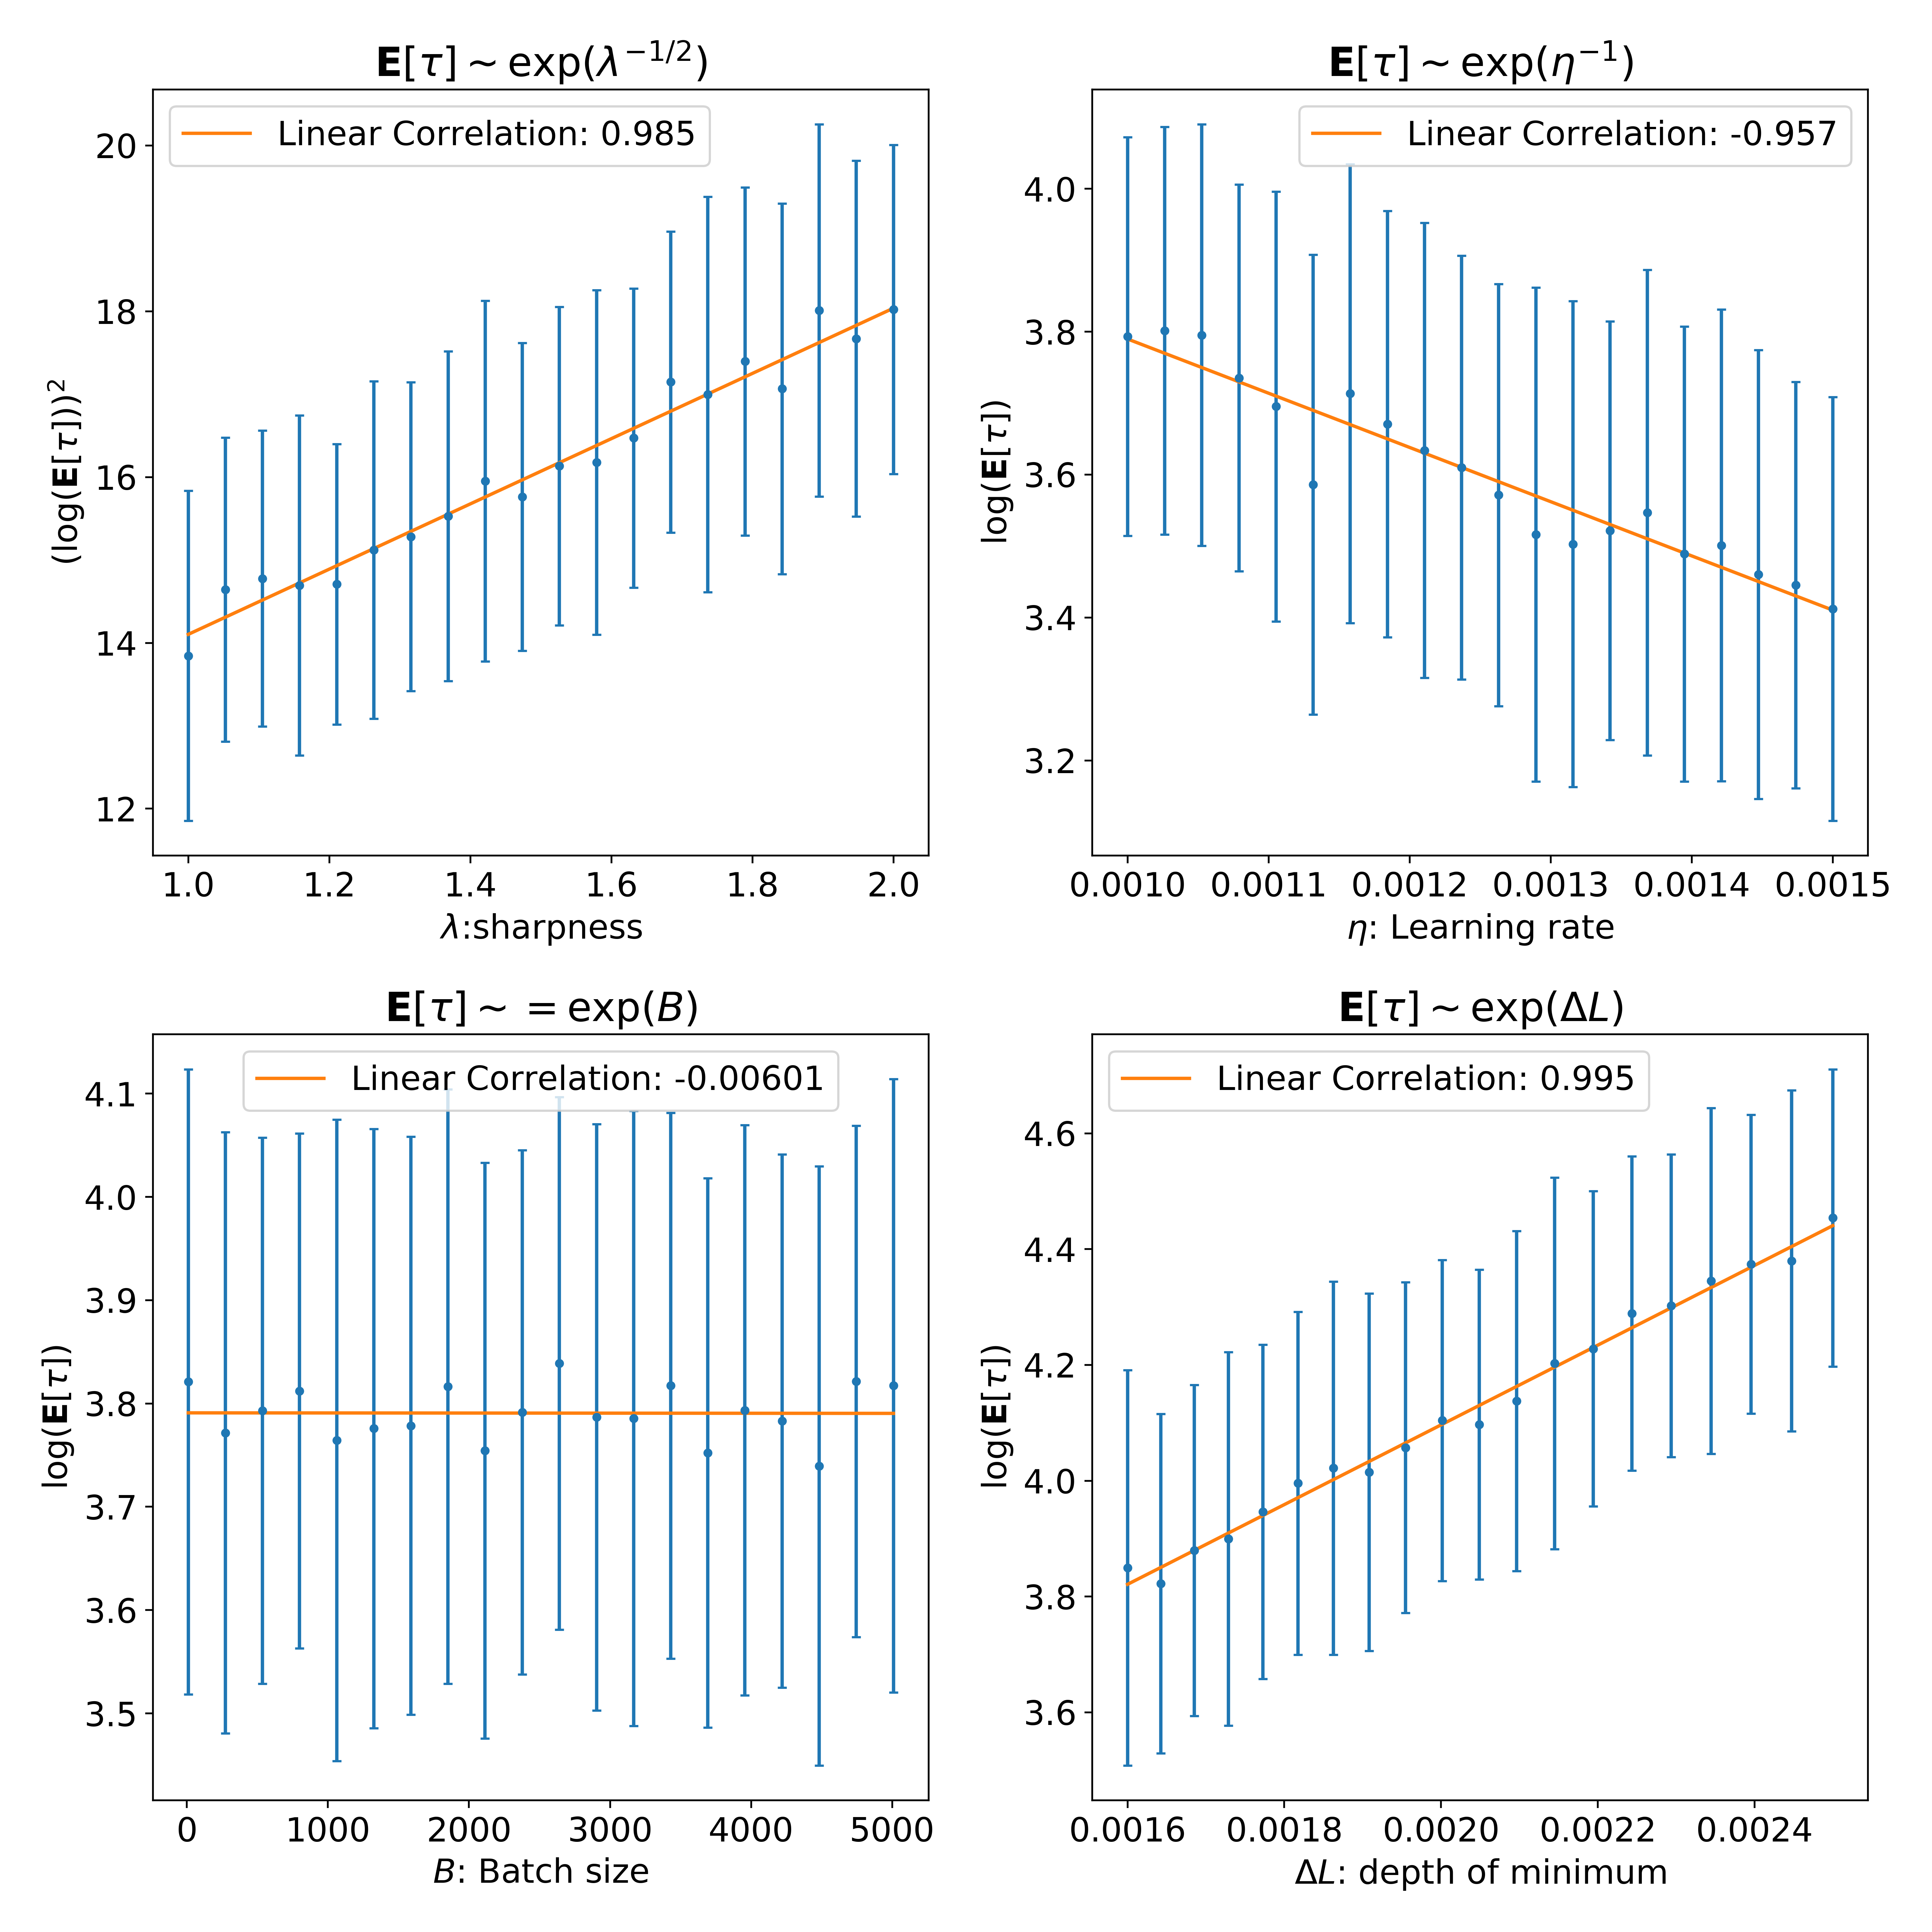 E[τ] ∼ exp(λ^{−1/2})
Linear Correlation: 0.985
20
18
16
14
12
(log(E[τ]))²
1.0 1.2 1.4 1.6 1.8 2.0
λ:sharpness
E[τ] ∼ exp(η^{−1})
Linear Correlation: -0.957
4.0
3.8
3.6
3.4
3.2
log(E[τ])
0.0010 0.0011 0.0012 0.0013 0.0014 0.0015
η: Learning rate
E[τ] ∼ = exp(B)
Linear Correlation: -0.00601
4.1
4.0
3.9
3.8
3.7
3.6
3.5
log(E[τ])
0 1000 2000 3000 4000 5000
B: Batch size
E[τ] ∼ exp(ΔL)
Linear Correlation: 0.995
4.6
4.4
4.2
4.0
3.8
3.6
log(E[τ])
0.0016 0.0018 0.0020 0.0022 0.0024
ΔL: depth of minimum